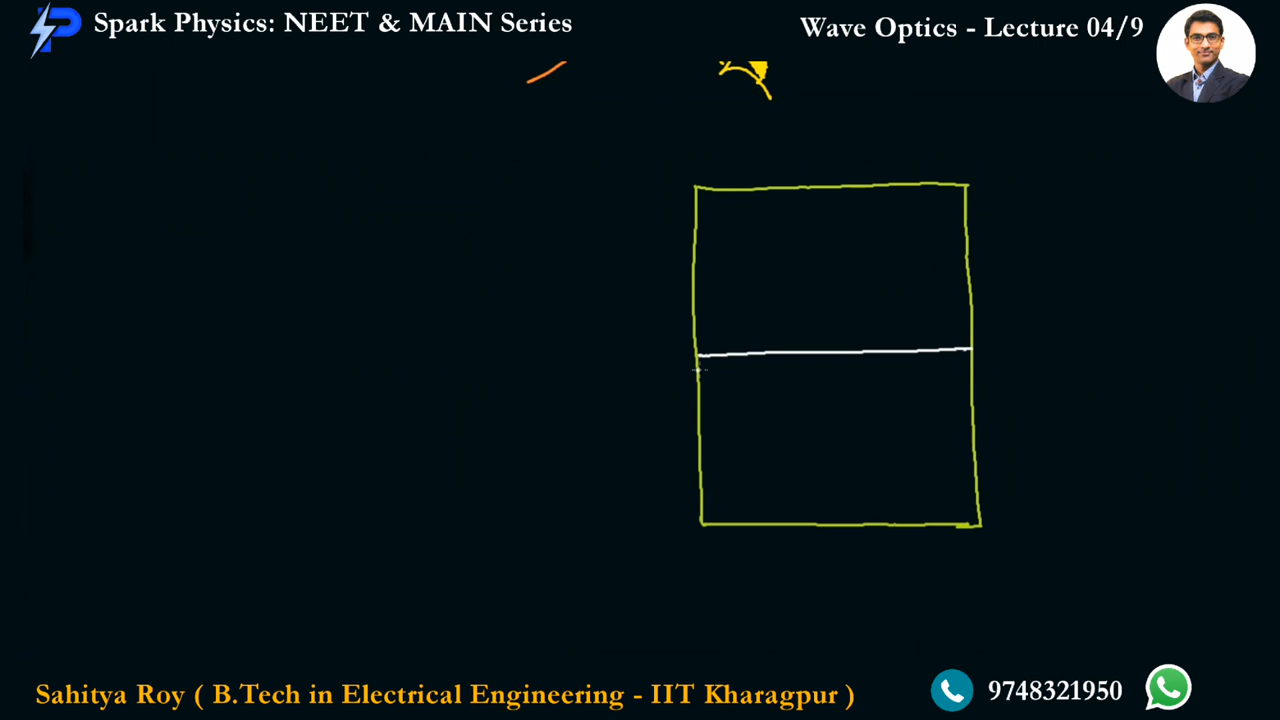 Spark Physics: NEET & MAIN Series
Wave Optics - Lecture 04/9
Sahitya Roy ( B.Tech in Electrical Engineering - IIT Kharagpur )
9748321950